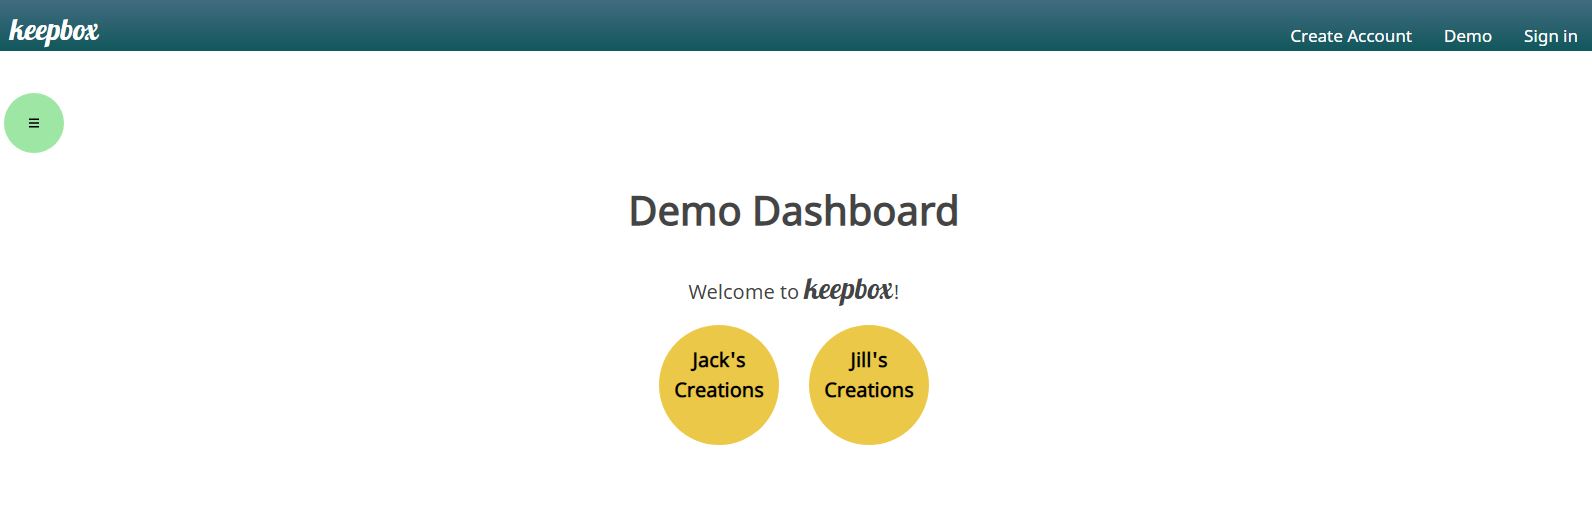 keepbox
Create Account Demo Sign in
Demo Dashboard
Welcome to keepbox!
Jack's
Creations
Jill's
Creations